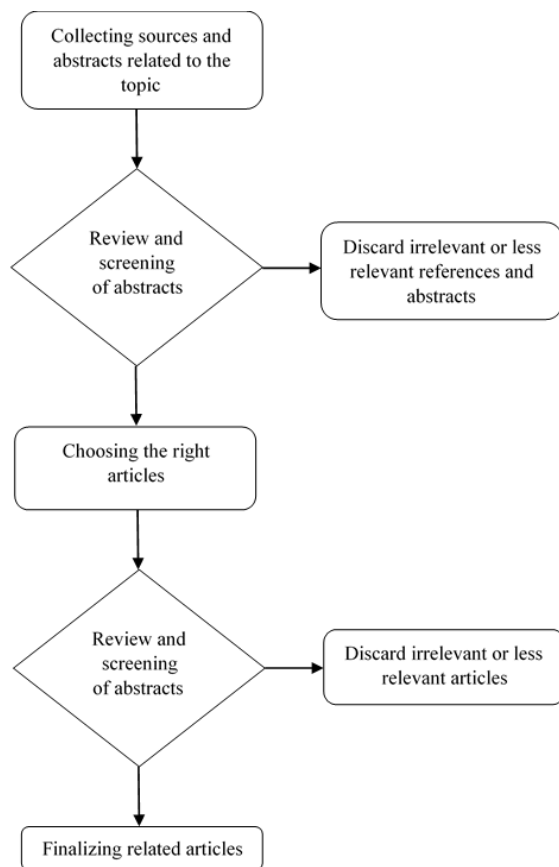 Collecting sources and
abstracts related to the
topic
Review and
screening
of abstracts
Discard irrelevant or less
relevant references and
abstracts
Choosing the right
articles
Review and
screening
of abstracts
Discard irrelevant or less
relevant articles
Finalizing related articles